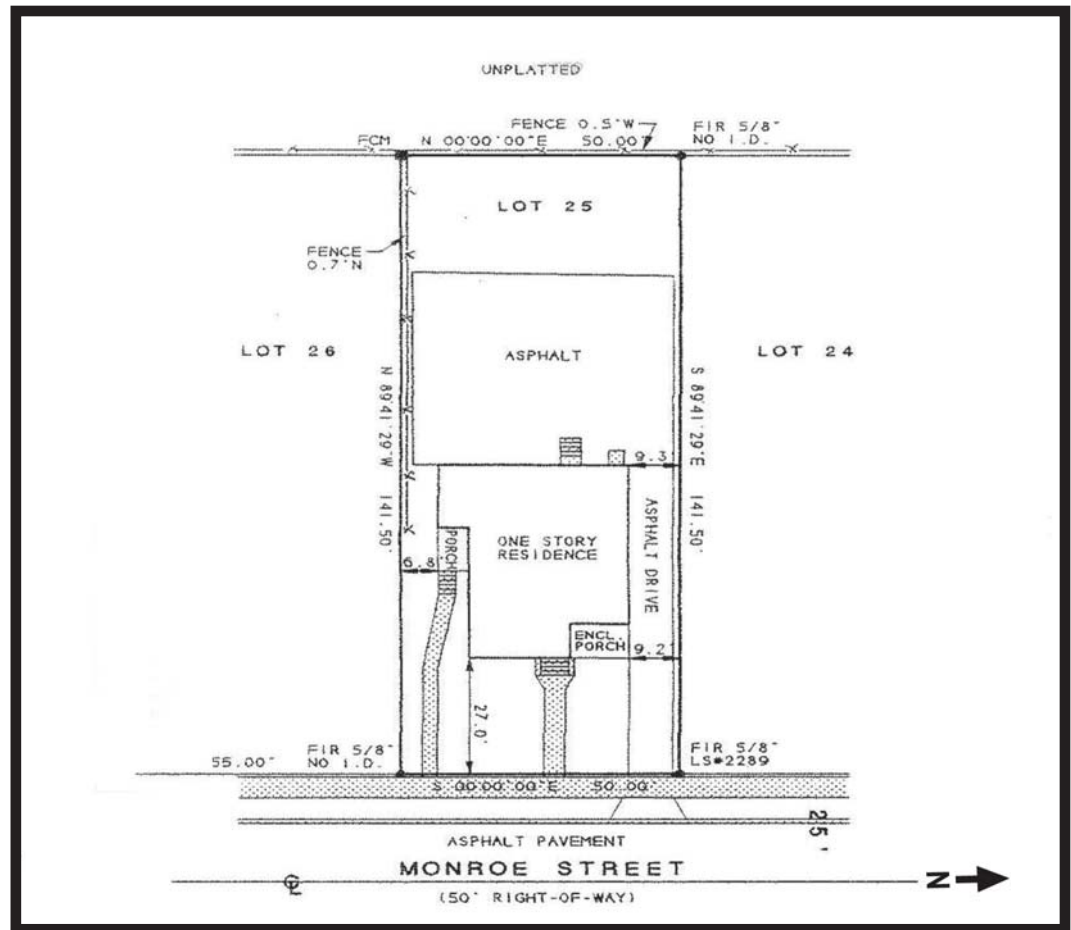 UNPLATTED
FENCE 0.5'W
FCM
N 00°00'00"E 50.00'
FIR 5/8"
NO I.D.
LOT 25
FENCE
0.7'N
LOT 26
ASPHALT
LOT 24
N 89°41'29"W 141.50'
S 89°41'29"E 141.50'
9.3
ASPHALT DRIVE
PORCH
ONE STORY
RESIDENCE
6.8'
ENCL.
PORCH
9.2'
27.0'
55.00'
FIR 5/8"
NO I.D.
FIR 5/8"
LS#2289
S 00°00'00"E 50.00'
25'
ASPHALT PAVEMENT
MONROE STREET
℄
(50' RIGHT-OF-WAY)
N